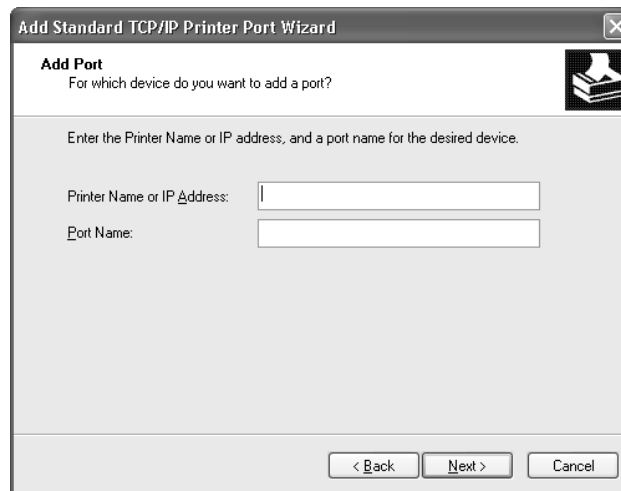 Add Standard TCP/IP Printer Port Wizard
Add Port
For which device do you want to add a port?
Enter the Printer Name or IP address, and a port name for the desired device.
Printer Name or IP Address:
Port Name:
< Back Next > Cancel